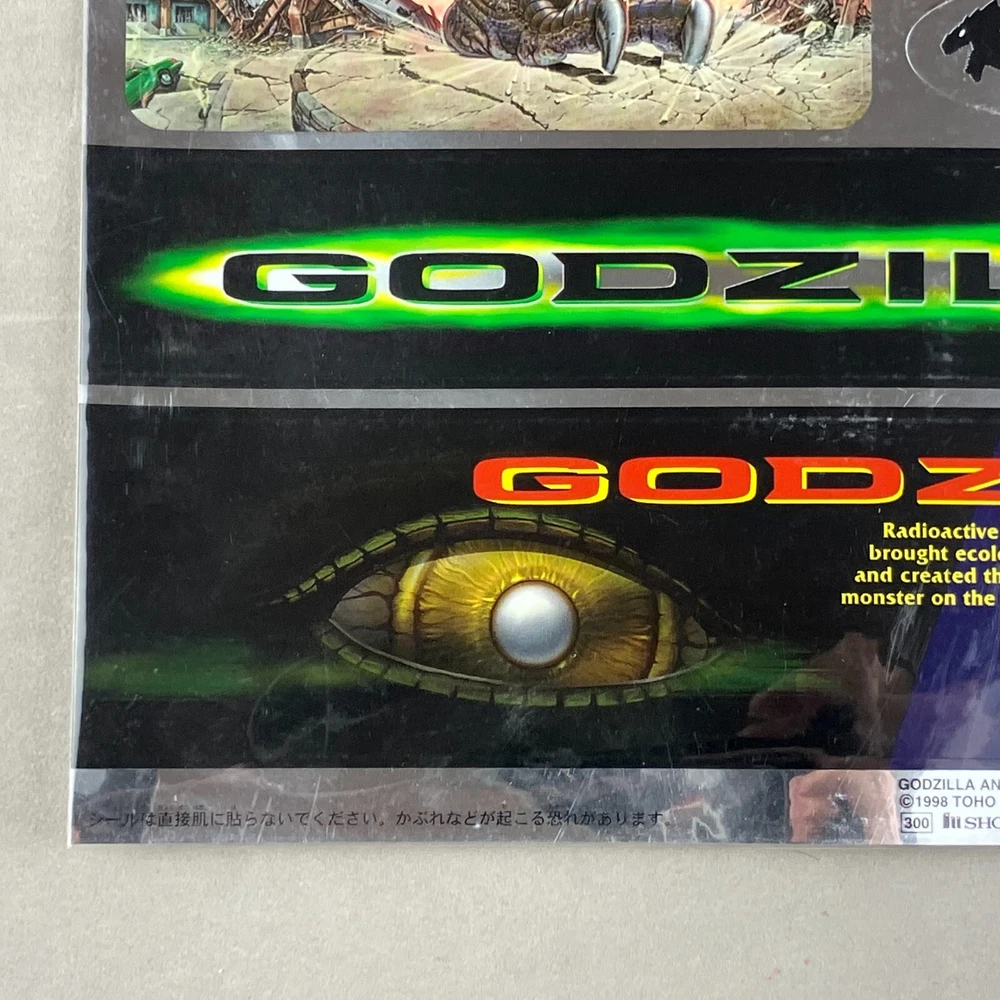 GODZIL
GODZ
Radioactive
brought ecol
and created th
monster on the
シールは直接肌に貼らないでください。かぶれなどが起こる恐れがあります。
GODZILLA AN
©1998 TOHO
300 SHO